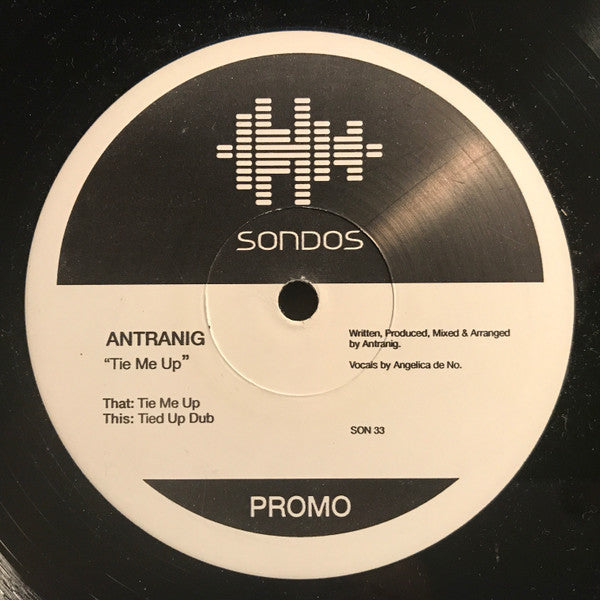 SONDOS
ANTRANIG
“Tie Me Up”
That: Tie Me Up
This: Tied Up Dub
Written, Produced, Mixed & Arranged
by Antranig.
Vocals by Angelica de No.
SON 33
PROMO